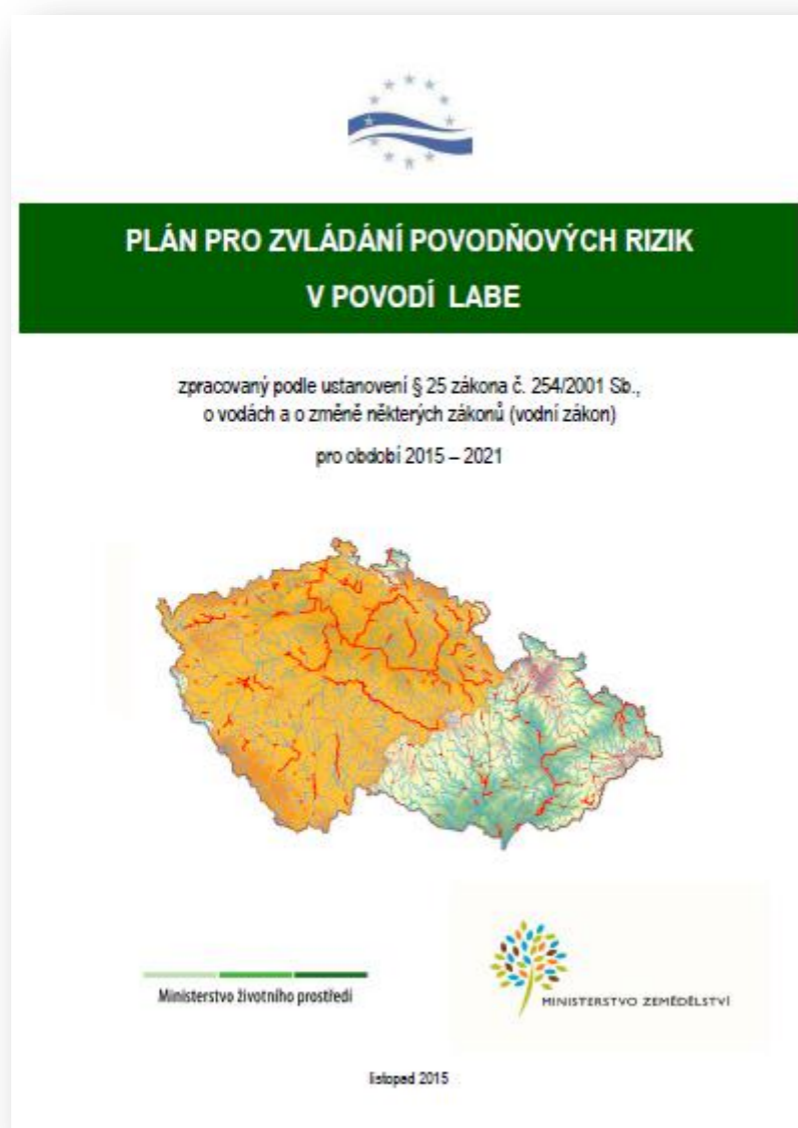 PLÁN PRO ZVLÁDÁNÍ POVODŇOVÝCH RIZIK
V POVODÍ LABE
zpracovaný podle ustanovení § 25 zákona č. 254/2001 Sb.,
o vodách a o změně některých zákonů (vodní zákon)
pro období 2015 – 2021
Ministerstvo životního prostředí
MINISTERSTVO ZEMĚDĚLSTVÍ
listopad 2015